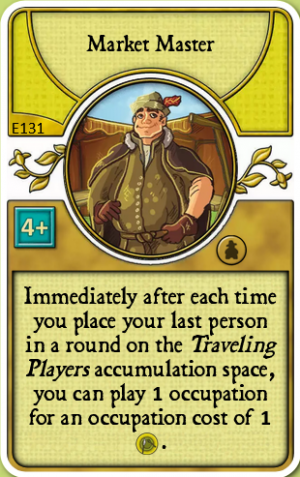 Market Master
E131
4+
Immediately after each time
you place your last person
in a round on the Traveling
Players accumulation space,
you can play 1 occupation
for an occupation cost of 1
.